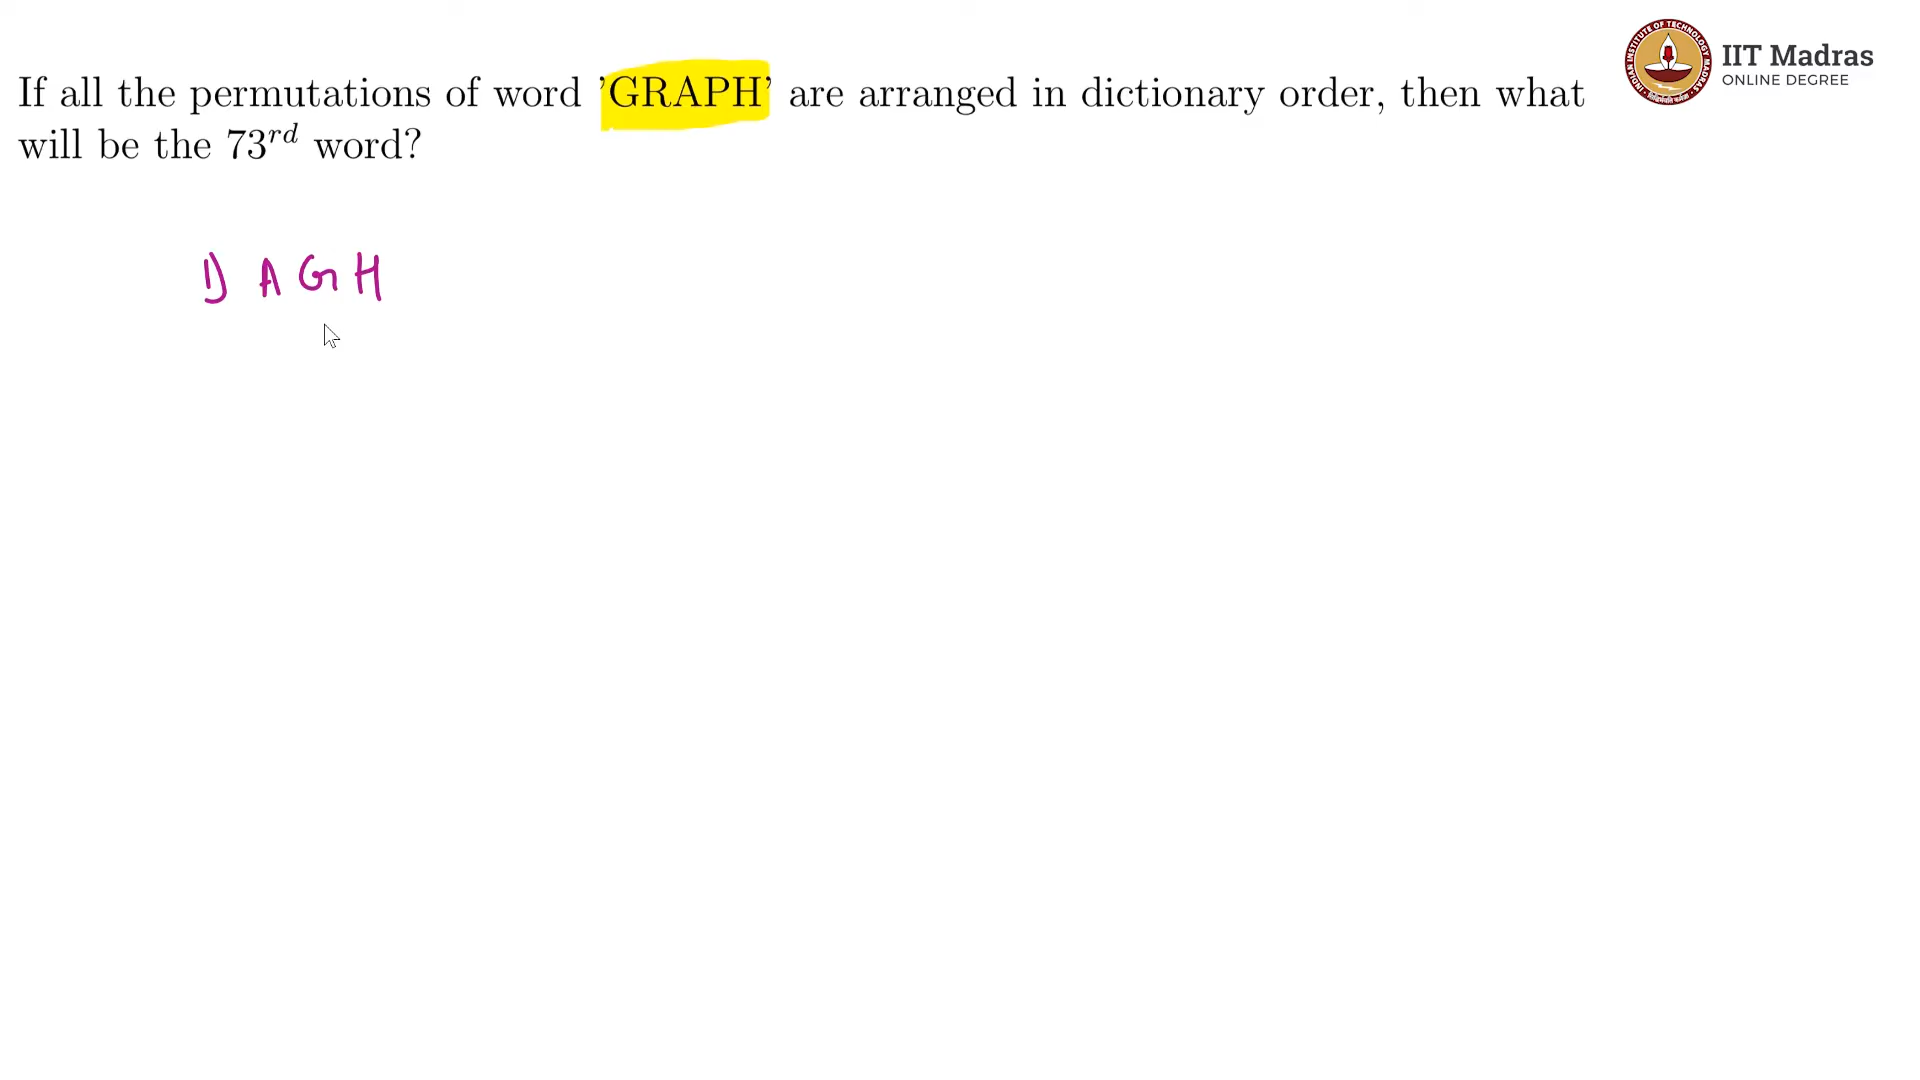 IIT Madras
ONLINE DEGREE
If all the permutations of word 'GRAPH' are arranged in dictionary order, then what
will be the 73rd word?
1) A G H